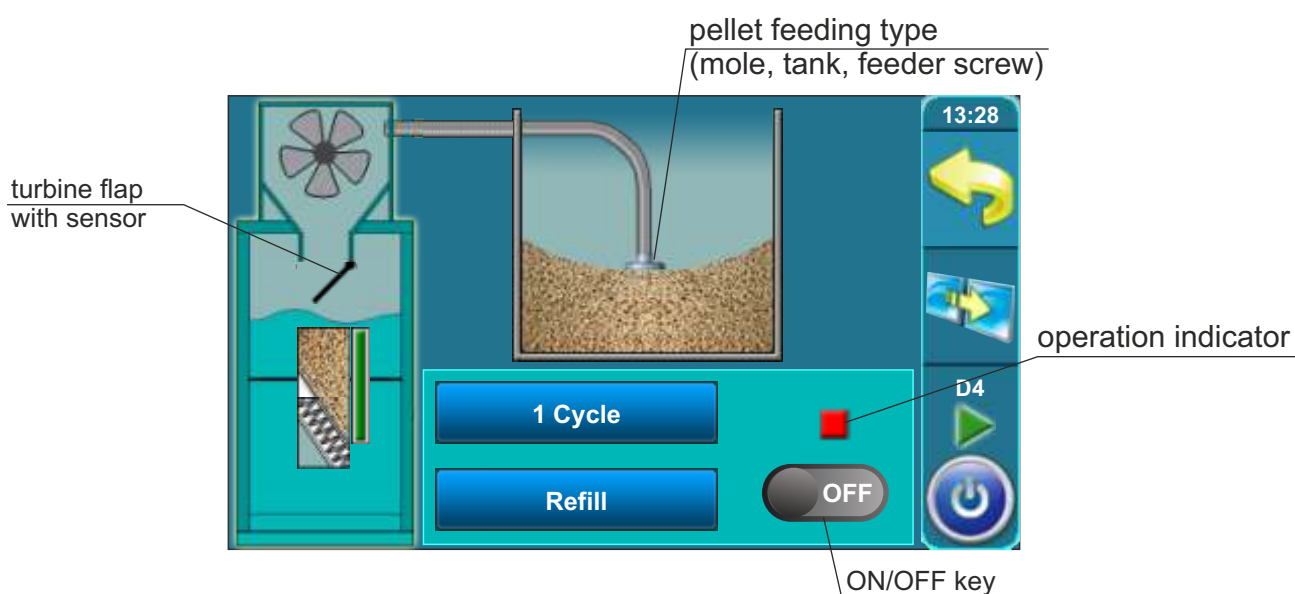 pellet feeding type
(mole, tank, feeder screw)
13:28
turbine flap
with sensor
operation indicator
D4
1 Cycle
Refill
OFF
ON/OFF key